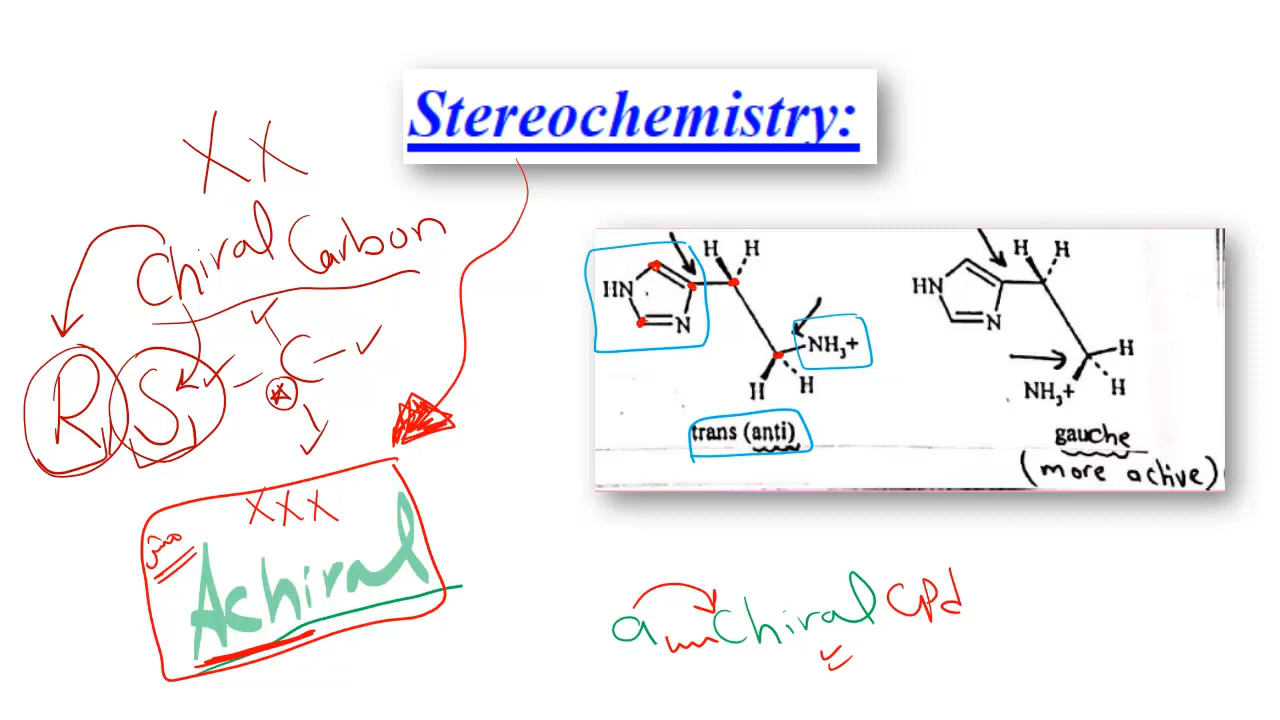 Stereochemistry:
XX
Chiral Carbon
C
R S
XXX
Achiral
H H
HN
N
NH3+
H H
trans (anti)
H H
HN
N
H
NH3+ H
gauche
(more active)
a Chiral CPd